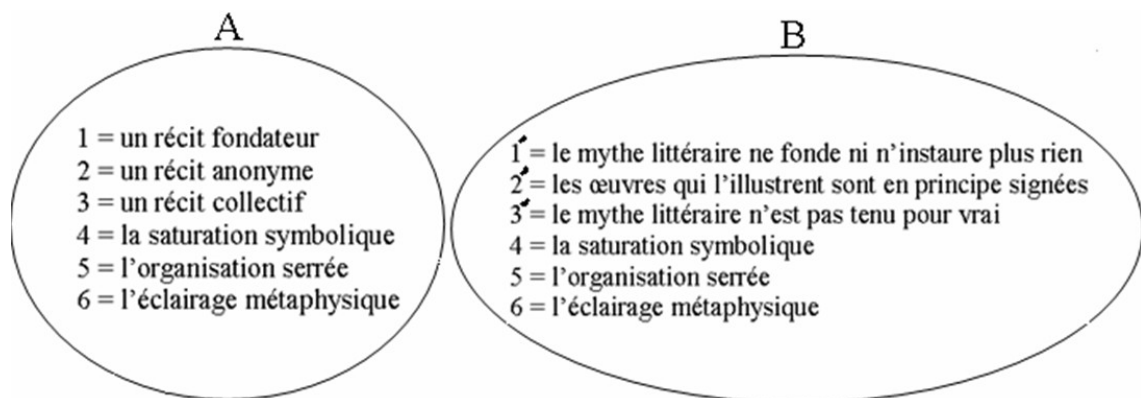 A
1 = un récit fondateur
2 = un récit anonyme
3 = un récit collectif
4 = la saturation symbolique
5 = l’organisation serrée
6 = l’éclairage métaphysique
B
1' = le mythe littéraire ne fonde ni n’instaure plus rien
2' = les œuvres qui l’illustrent sont en principe signées
3' = le mythe littéraire n’est pas tenu pour vrai
4 = la saturation symbolique
5 = l’organisation serrée
6 = l’éclairage métaphysique